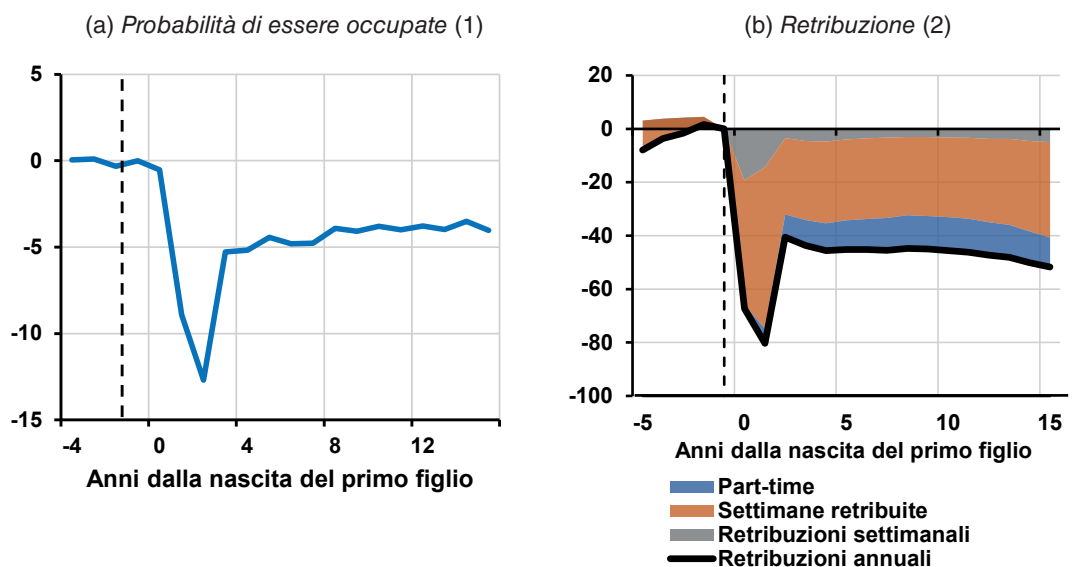 (a) Probabilità di essere occupate (1)
5
0
-5
-10
-15
-4
0
4
8
12
Anni dalla nascita del primo figlio
(b) Retribuzione (2)
20
0
-20
-40
-60
-80
-100
-5
0
5
10
15
Anni dalla nascita del primo figlio
Part-time
Settimane retribuite
Retribuzioni settimanali
Retribuzioni annuali